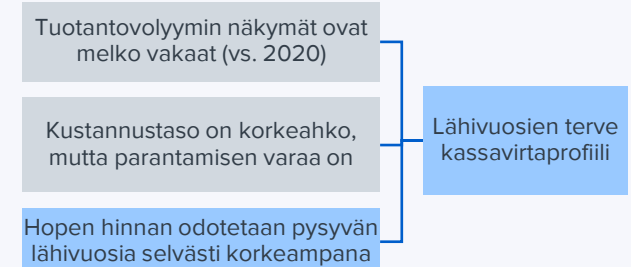 Tuotantovolyymin näkymät ovat
melko vakaat (vs. 2020)
Kustannustaso on korkeahko,
mutta parantamisen varaa on
Hopen hinnan odotetaan pysyvän
lähivuosia selvästi korkeampana
Lähivuosien terve
kassavirtaprofiili